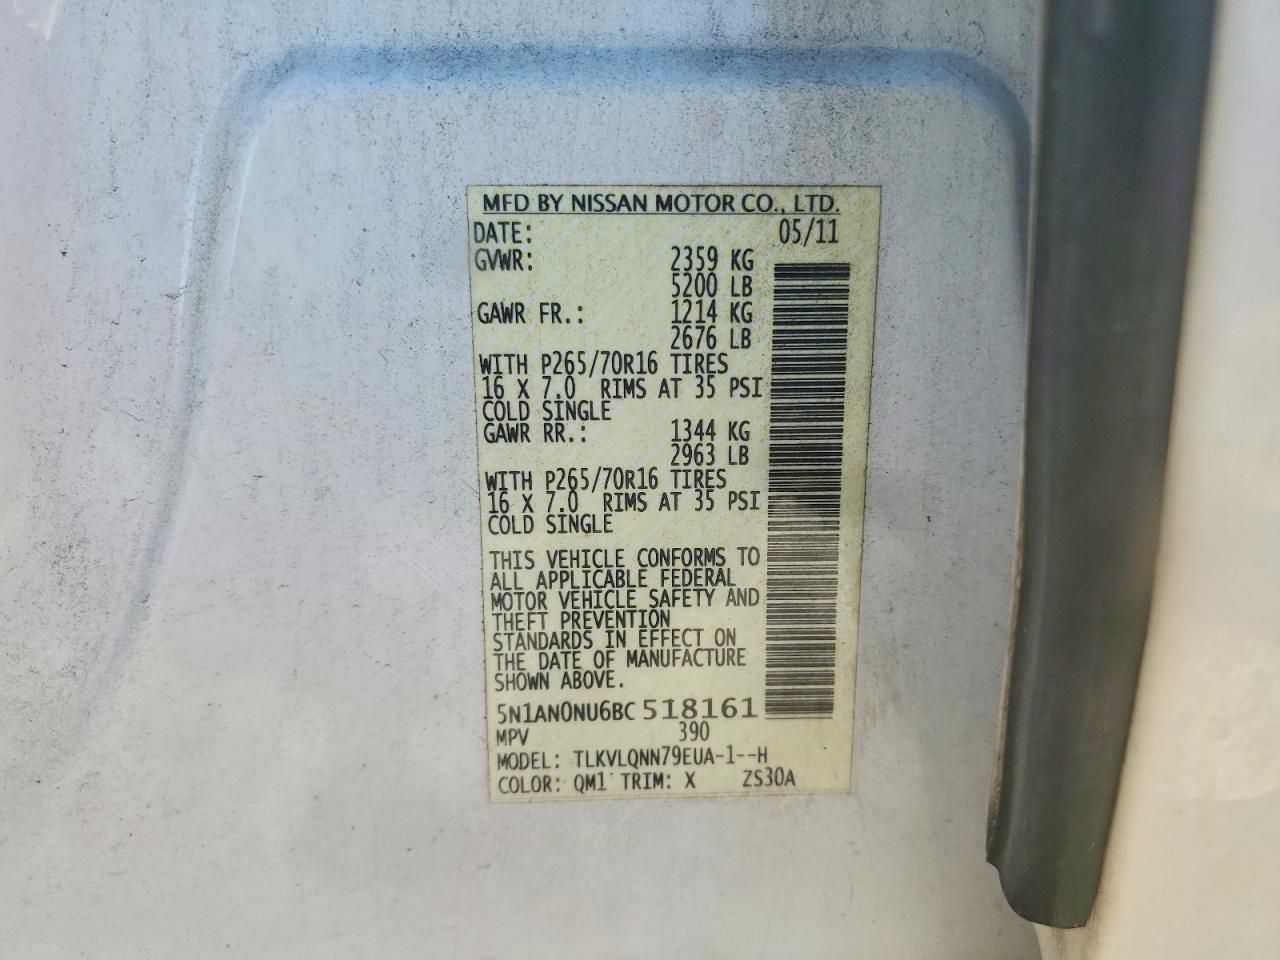 MFD BY NISSAN MOTOR CO., LTD.
DATE: 05/11
GVWR: 2359 KG
5200 LB
GAWR FR.: 1214 KG
2676 LB
WITH P265/70R16 TIRES
16 X 7.0 RIMS AT 35 PSI
COLD SINGLE
GAWR RR.: 1344 KG
2963 LB
WITH P265/70R16 TIRES
16 X 7.0 RIMS AT 35 PSI
COLD SINGLE
THIS VEHICLE CONFORMS TO
ALL APPLICABLE FEDERAL
MOTOR VEHICLE SAFETY AND
THEFT PREVENTION
STANDARDS IN EFFECT ON
THE DATE OF MANUFACTURE
SHOWN ABOVE.
5N1AN0NU6BC518161
MPV 390
MODEL: TLKVLQNN79EUA-1--H
COLOR: QM1 TRIM: X ZS30A